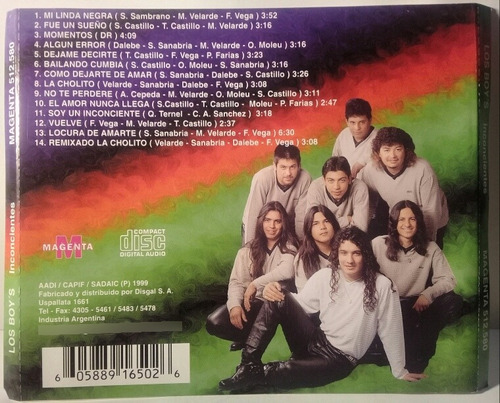 1. MI LINDA NEGRA ( S. Sambrano - M. Velarde - F. Vega ) 3:52
2. FUE UN SUEÑO ( S. Castillo - T. Castillo - M. Velarde ) 3:16
3. MOMENTOS ( DR ) 4:09
4. ALGUN ERROR ( Dalebe - S. Sanabria - M. Velarde - O. Moleu ) 3:16
5. DEJAME DECIRTE ( T. Castillo - F. Vega - P. Farias ) 3:23
6. BAILANDO CUMBIA ( S. Castillo - O. Moleu - S. Castillo ) 3:11
7. COMO DEJARTE DE AMAR ( S. Sanabria - Dalebe - S. Castillo ) 3:26
8. LA CHOLITO ( Velarde - Sanabria - Dalebe - F. Vega ) 3:08
9. NO TE PERDERE ( A. Cepeda - M. Velarde - O. Moleu - S. Castillo ) 3:11
10. EL AMOR NUNCA LLEGA ( S.Castillo - T. Castillo - Moleu - P. Farias ) 2:47
11. SOY UN INCONCIENTE ( Q. Ternel - C. A. Sanchez ) 3:18
12. VUELVE ( F. Vega - M. Velarde - T. Castillo ) 2:37
13. LOCURA DE AMARTE ( S. Sanabria - M. Velarde - F. Vega ) 6:30
14. REMIXADO LA CHOLITO ( Velarde - Sanabria - Dalebe - F. Vega ) 3:08
M
MAGENTA
COMPACT
disc
DIGITAL AUDIO
AADI / CAPIF / SADAIC (P) 1999
Fabricado y distribuido por Disgal S. A.
Uspallata 1661
Tel - Fax: 4305 - 5461 / 5483 / 5478
Industria Argentina
6 05889 16502 6
LOS BOY'S Inconcientes MAGENTA 512.580
LOS BOY'S Inconcientes MAGENTA 512.580